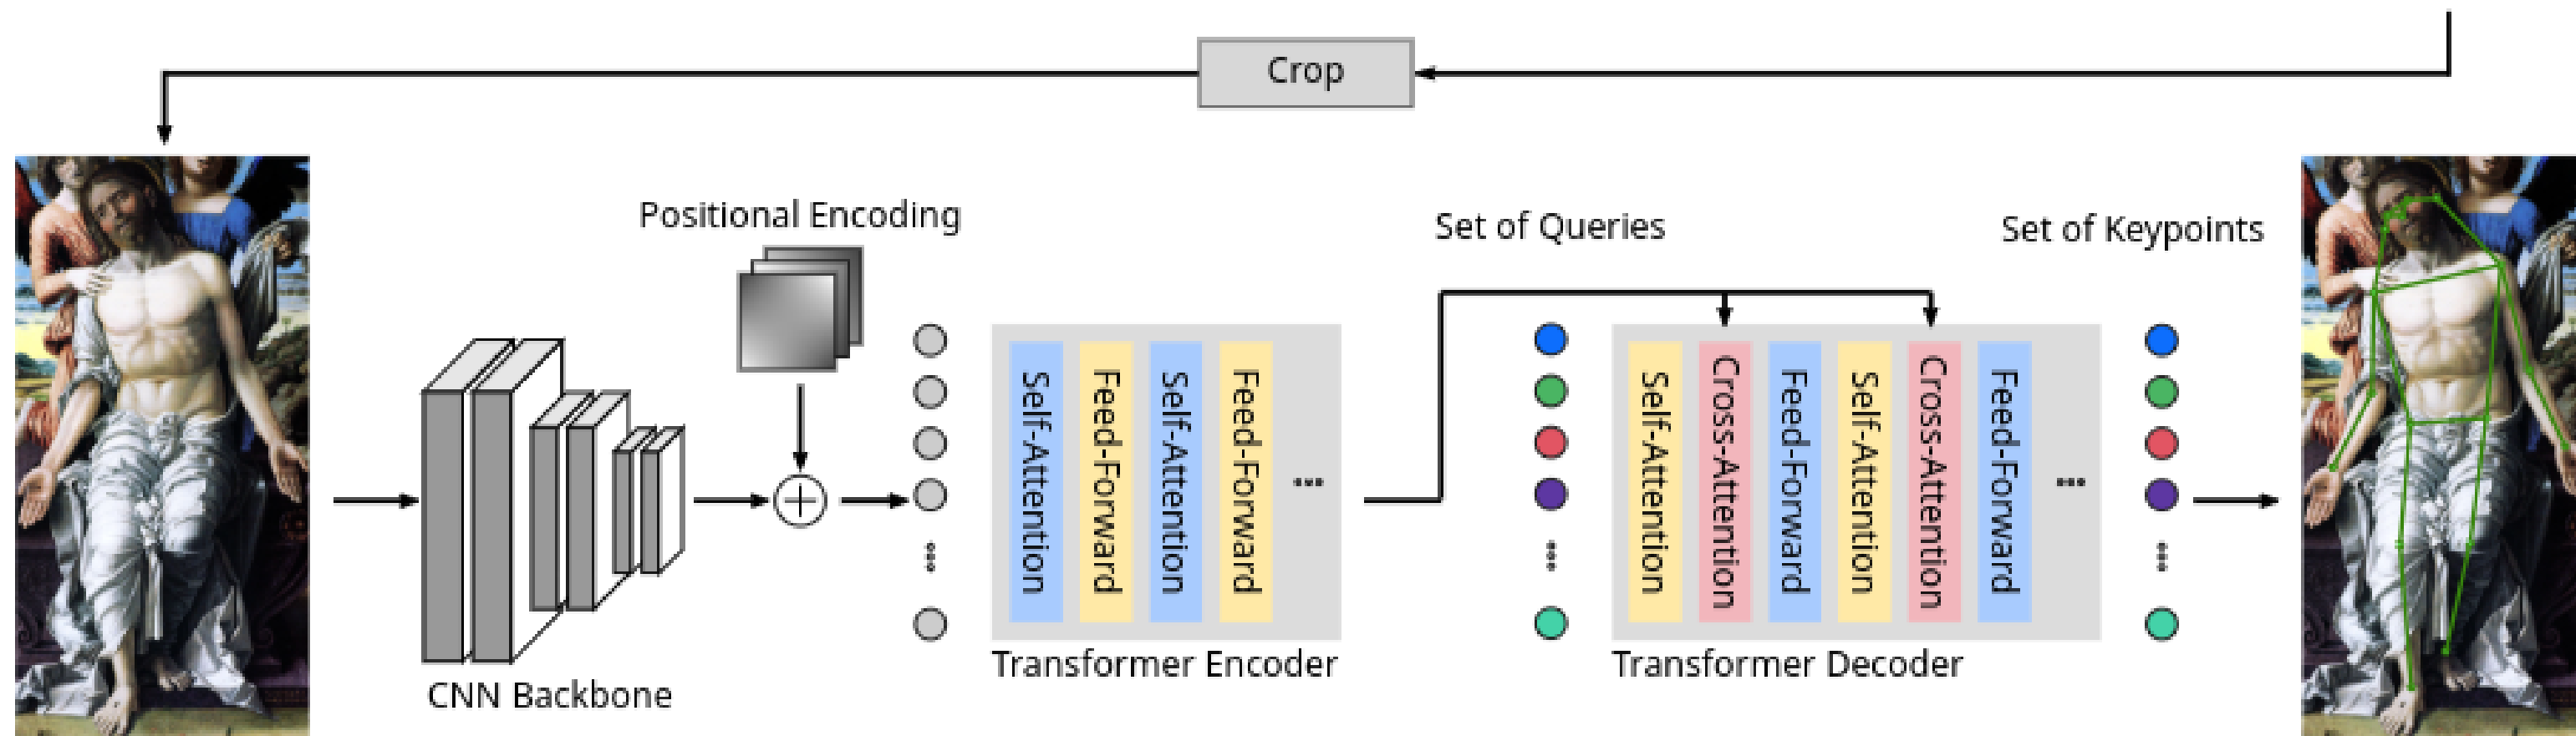 Crop
Positional Encoding
Set of Queries
Set of Keypoints
Self-Attention
Feed-Forward
Self-Attention
Feed-Forward
...
Self-Attention
Cross-Attention
Feed-Forward
Self-Attention
Cross-Attention
Feed-Forward
...
Transformer Encoder
Transformer Decoder
CNN Backbone